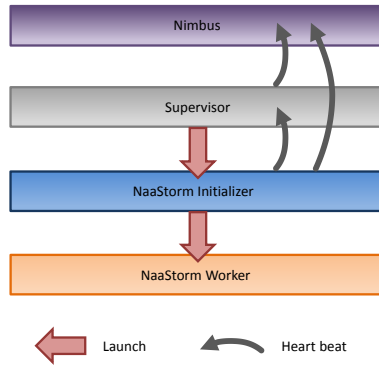 Nimbus
Supervisor
NaaStorm Initializer
NaaStorm Worker
Launch
Heart beat